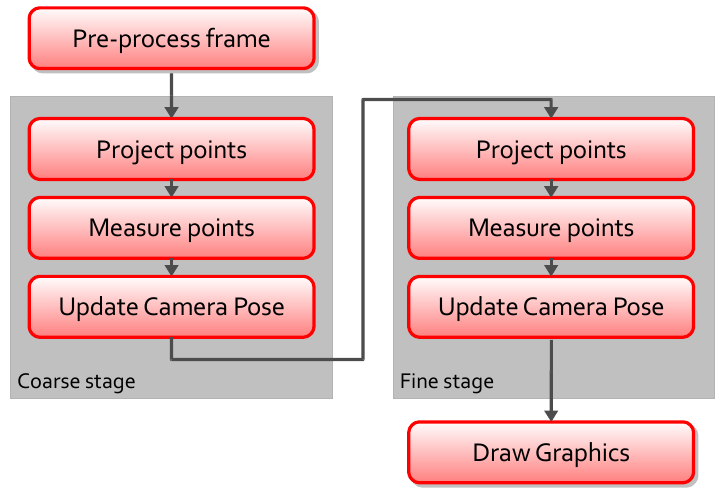 Pre-process frame
Project points
Measure points
Update Camera Pose
Coarse stage
Project points
Measure points
Update Camera Pose
Fine stage
Draw Graphics